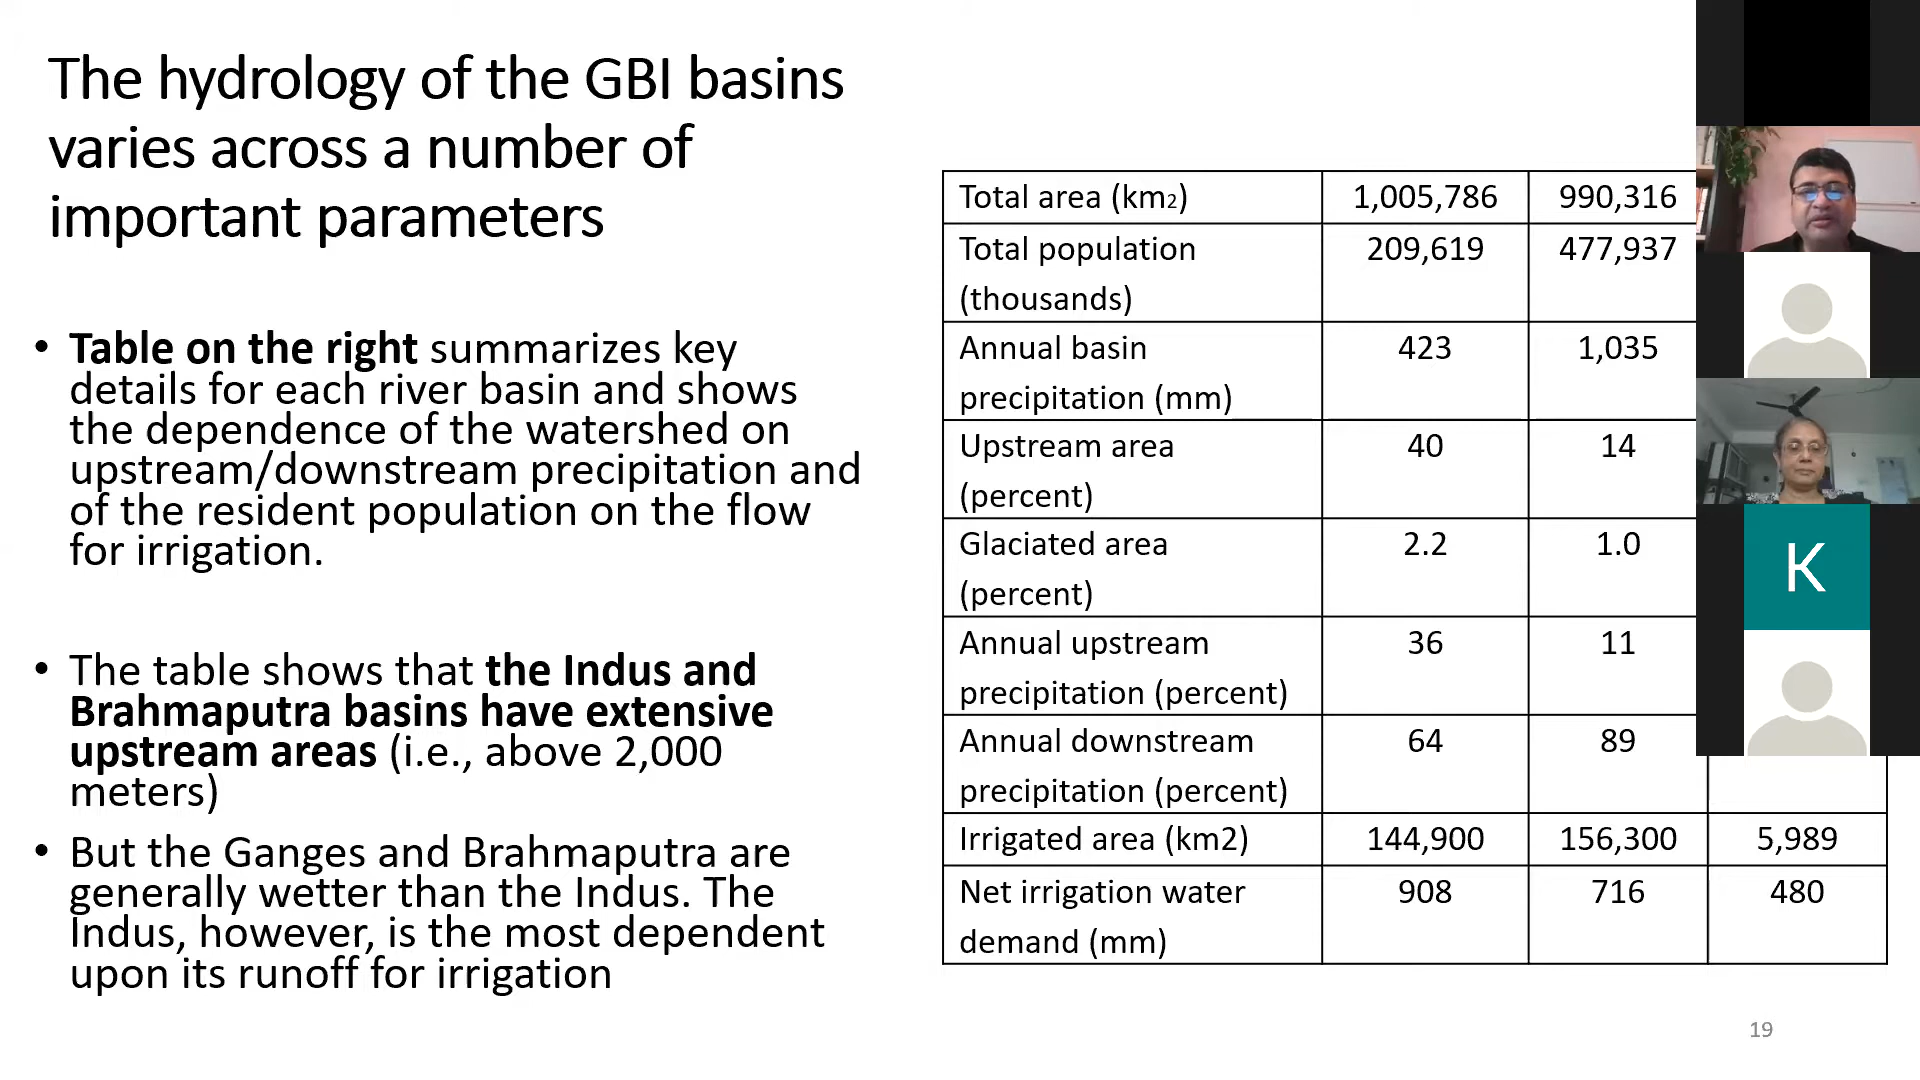 The hydrology of the GBI basins
varies across a number of
important parameters
• Table on the right summarizes key
details for each river basin and shows
the dependence of the watershed on
upstream/downstream precipitation and
of the resident population on the flow
for irrigation.
• The table shows that the Indus and
Brahmaputra basins have extensive
upstream areas (i.e., above 2,000
meters)
• But the Ganges and Brahmaputra are
generally wetter than the Indus. The
Indus, however, is the most dependent
upon its runoff for irrigation
Total area (km2) 1,005,786 990,316
Total population 209,619 477,937
(thousands)
Annual basin 423 1,035
precipitation (mm)
Upstream area 40 14
(percent)
Glaciated area 2.2 1.0
(percent)
Annual upstream 36 11
precipitation (percent)
Annual downstream 64 89
precipitation (percent)
Irrigated area (km2) 144,900 156,300 5,989
Net irrigation water 908 716 480
demand (mm)
K
19